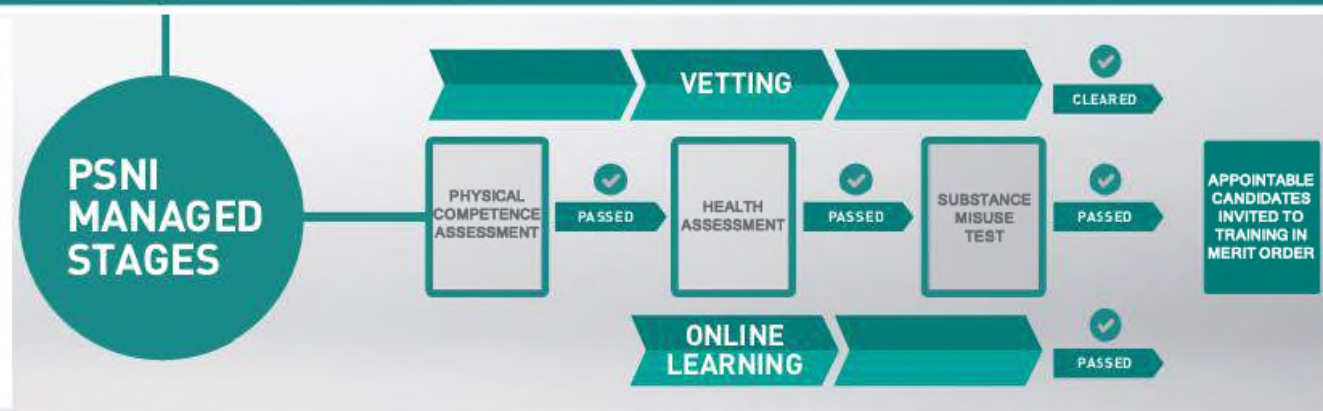 PSNI
MANAGED
STAGES
VETTING
CLEARED
PHYSICAL
COMPETENCE
ASSESSMENT
PASSED
HEALTH
ASSESSMENT
PASSED
SUBSTANCE
MISUSE
TEST
PASSED
APPOINTABLE
CANDIDATES
INVITED TO
TRAINING IN
MERIT ORDER
ONLINE
LEARNING
PASSED